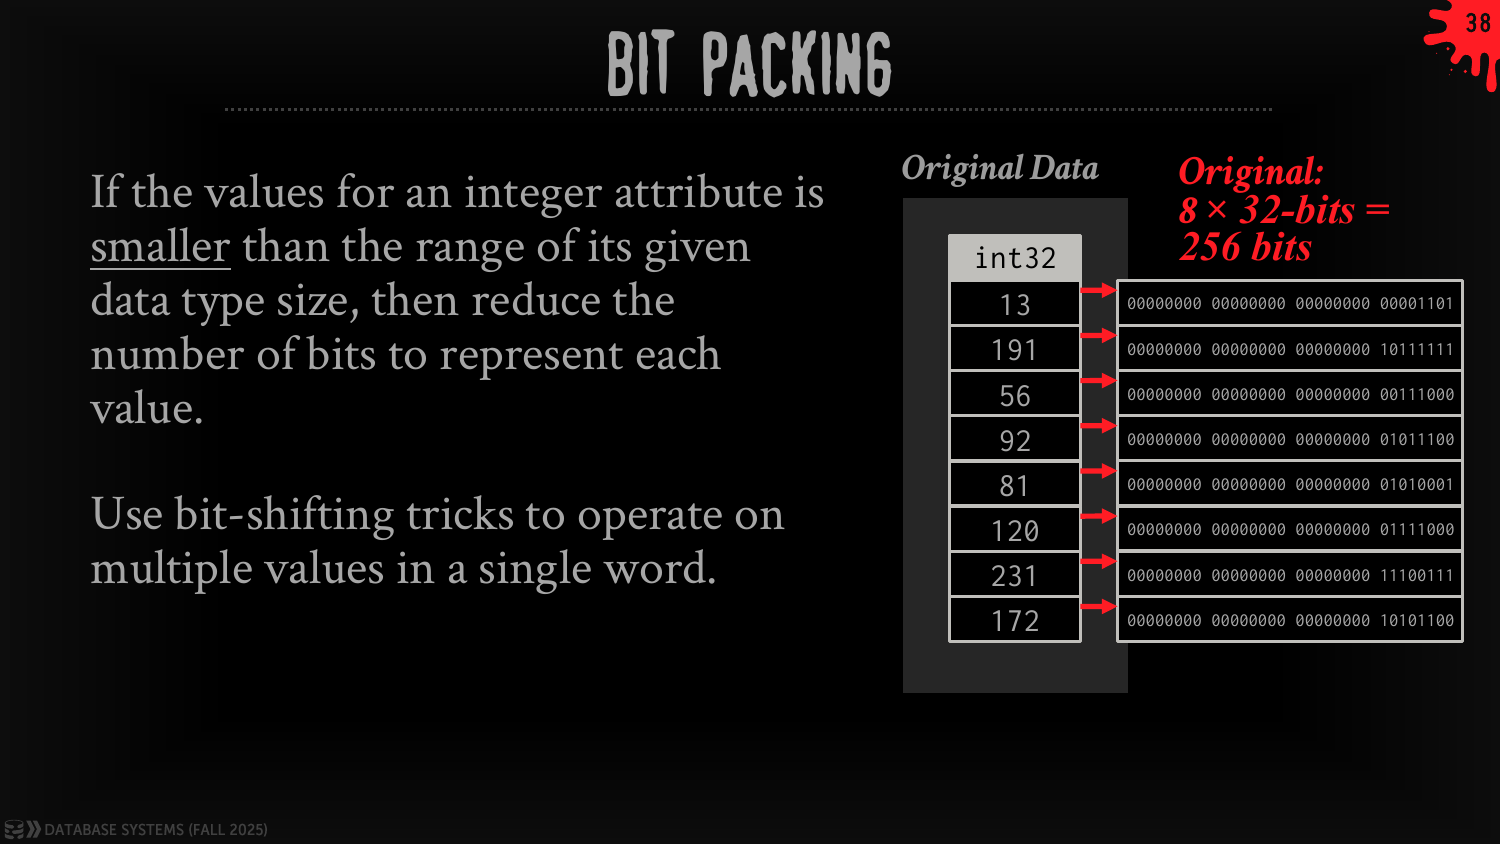 38
BIT PACKING
If the values for an integer attribute is
smaller than the range of its given
data type size, then reduce the
number of bits to represent each
value.
Use bit-shifting tricks to operate on
multiple values in a single word.
Original Data
Original:
8 × 32-bits =
256 bits
int32
13 00000000 00000000 00000000 00001101
191 00000000 00000000 00000000 10111111
56 00000000 00000000 00000000 00111000
92 00000000 00000000 00000000 01011100
81 00000000 00000000 00000000 01010001
120 00000000 00000000 00000000 01111000
231 00000000 00000000 00000000 11100111
172 00000000 00000000 00000000 10101100
DATABASE SYSTEMS (FALL 2025)